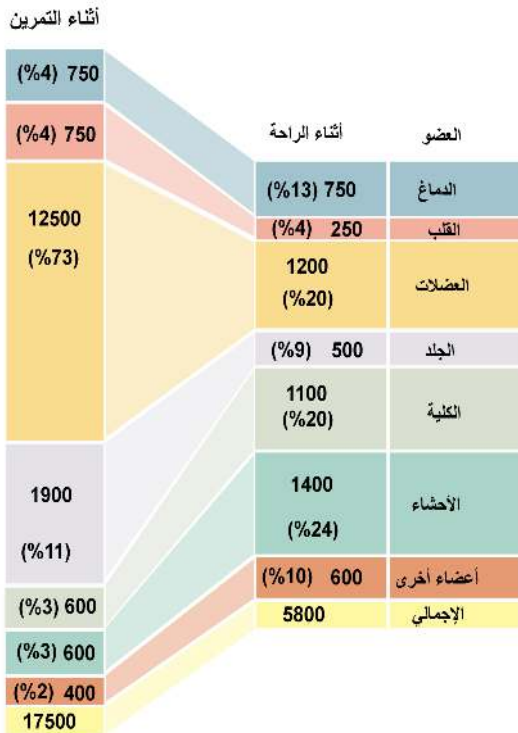 أثناء التمرين
750 (%4)
750 (%4)
12500
(%73)
1900
(%11)
600 (%3)
600 (%3)
400 (%2)
17500
العضو
أثناء الراحة
الدماغ
750 (%13)
القلب
250 (%4)
العضلات
1200
(%20)
الجلد
500 (%9)
الكلية
1100
(%20)
الأحشاء
1400
(%24)
أعضاء أخرى
600 (%10)
الإجمالي
5800